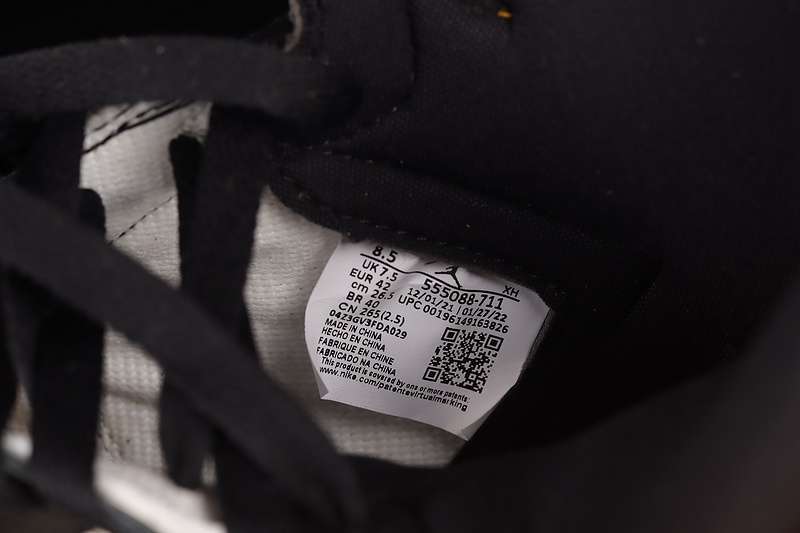 8.5
UK 7.5
EUR 42
cm 26.5
BR 40
CN 265(2.5)
0423GV3FDA029
MADE IN CHINA
HECHO EN CHINA
FABRIQUE EN CHINE
FABRICADO NA CHINA
This product is covered by one or more patents:
www.nike.com/patentsvirtualmarking
XH
555088-711
12/01/21 | 01/27/22
UPC 00196149163826